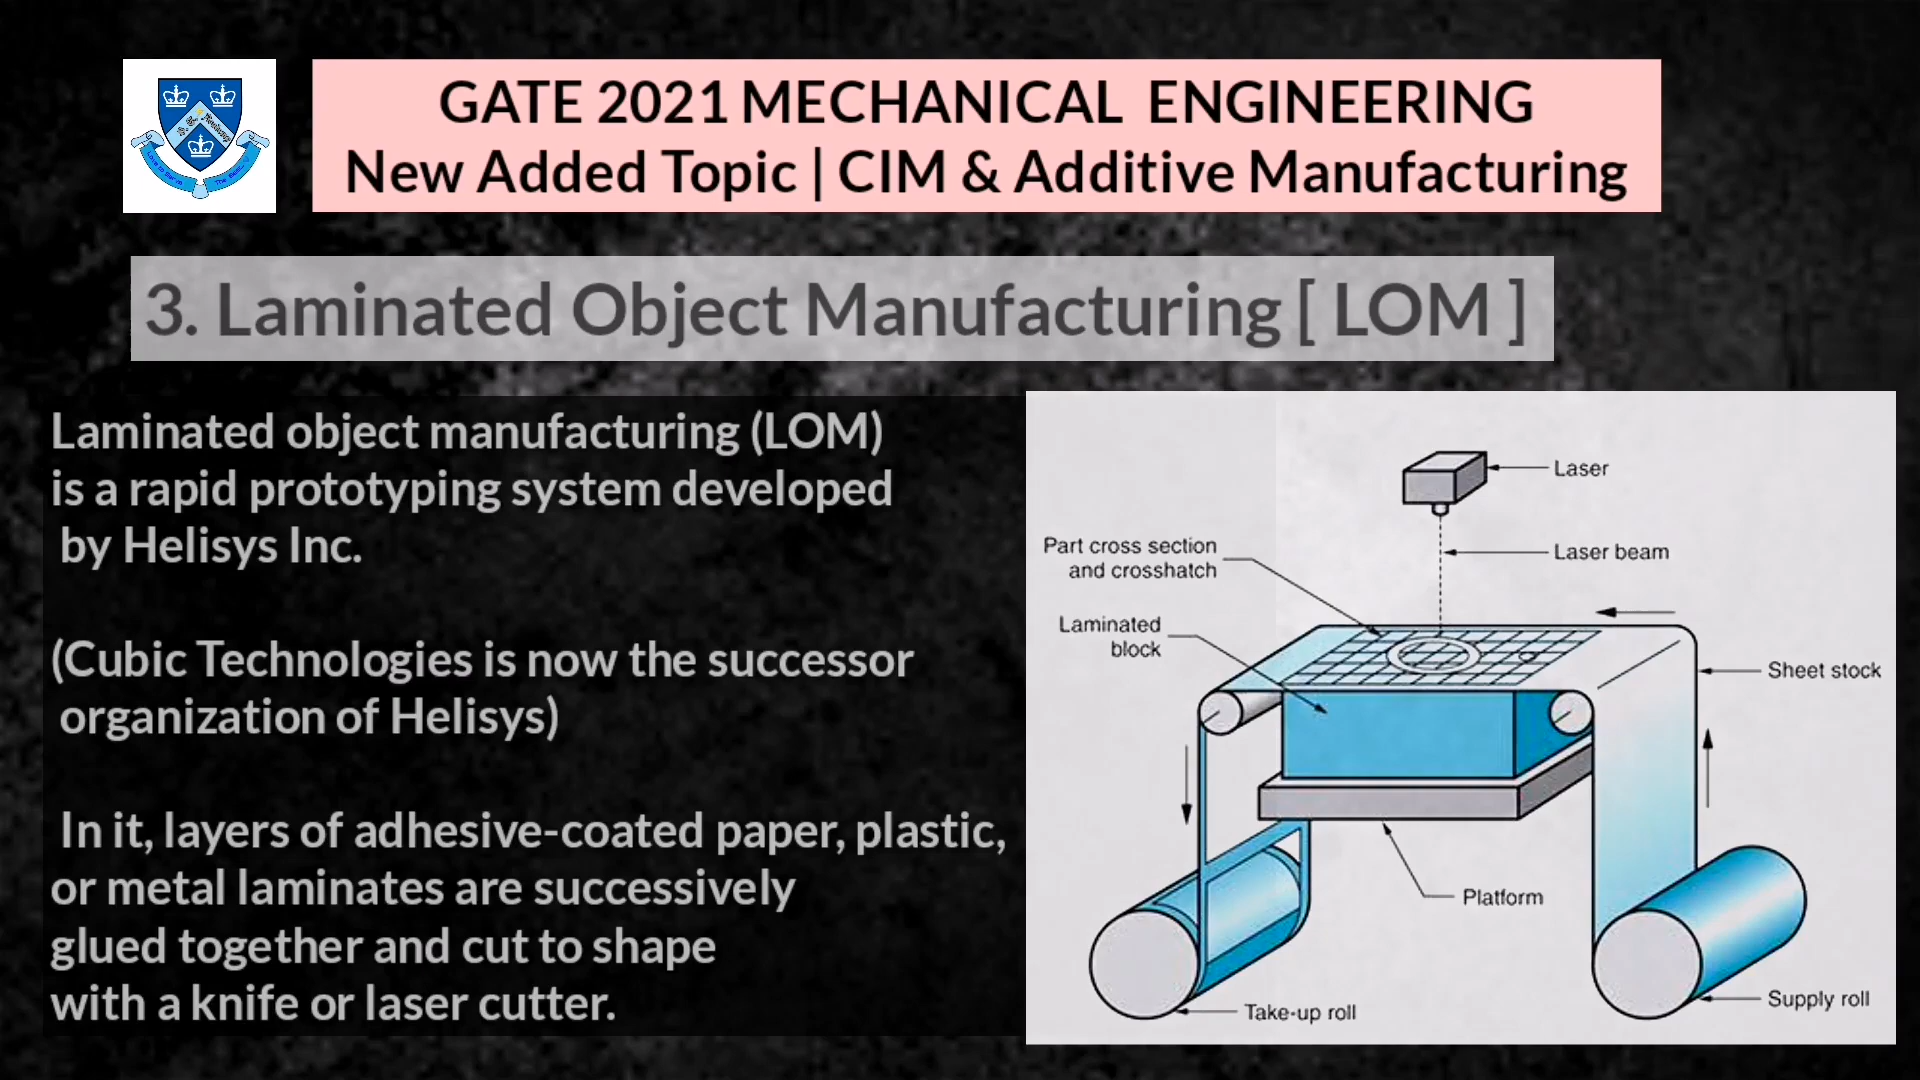 GATE 2021 MECHANICAL ENGINEERING
New Added Topic | CIM & Additive Manufacturing
3. Laminated Object Manufacturing [ LOM ]
Laminated object manufacturing (LOM)
is a rapid prototyping system developed
by Helisys Inc.
(Cubic Technologies is now the successor
organization of Helisys)
In it, layers of adhesive-coated paper, plastic,
or metal laminates are successively
glued together and cut to shape
with a knife or laser cutter.
Laser
Part cross section
and crosshatch
Laser beam
Laminated
block
Sheet stock
Platform
Take-up roll
Supply roll